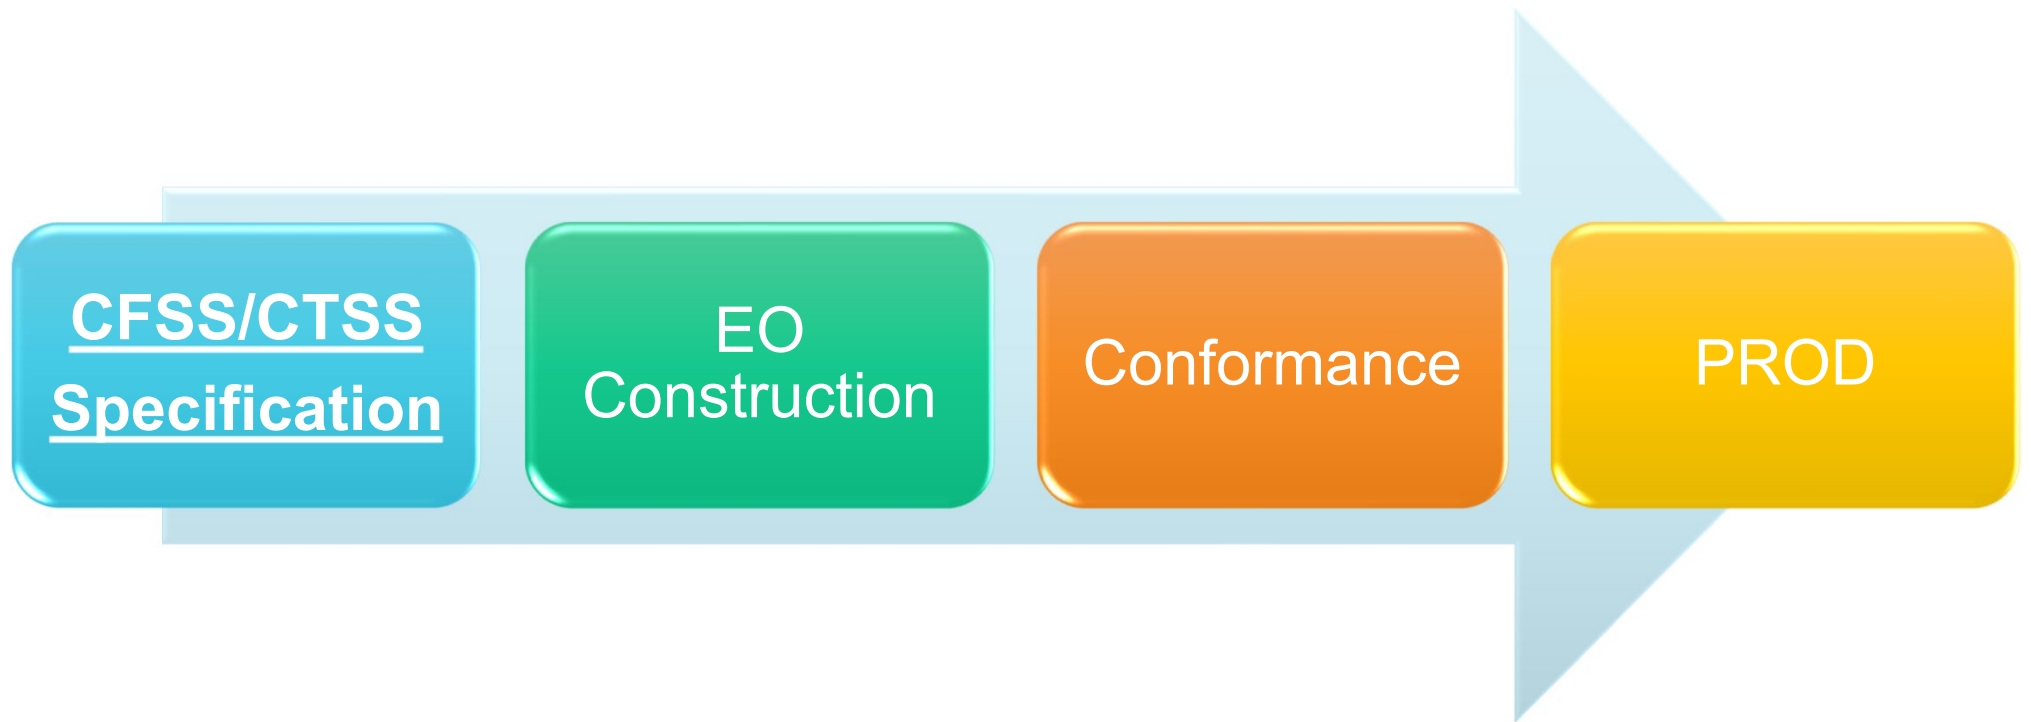 CFSS/CTSS
Specification
EO
Construction
Conformance
PROD